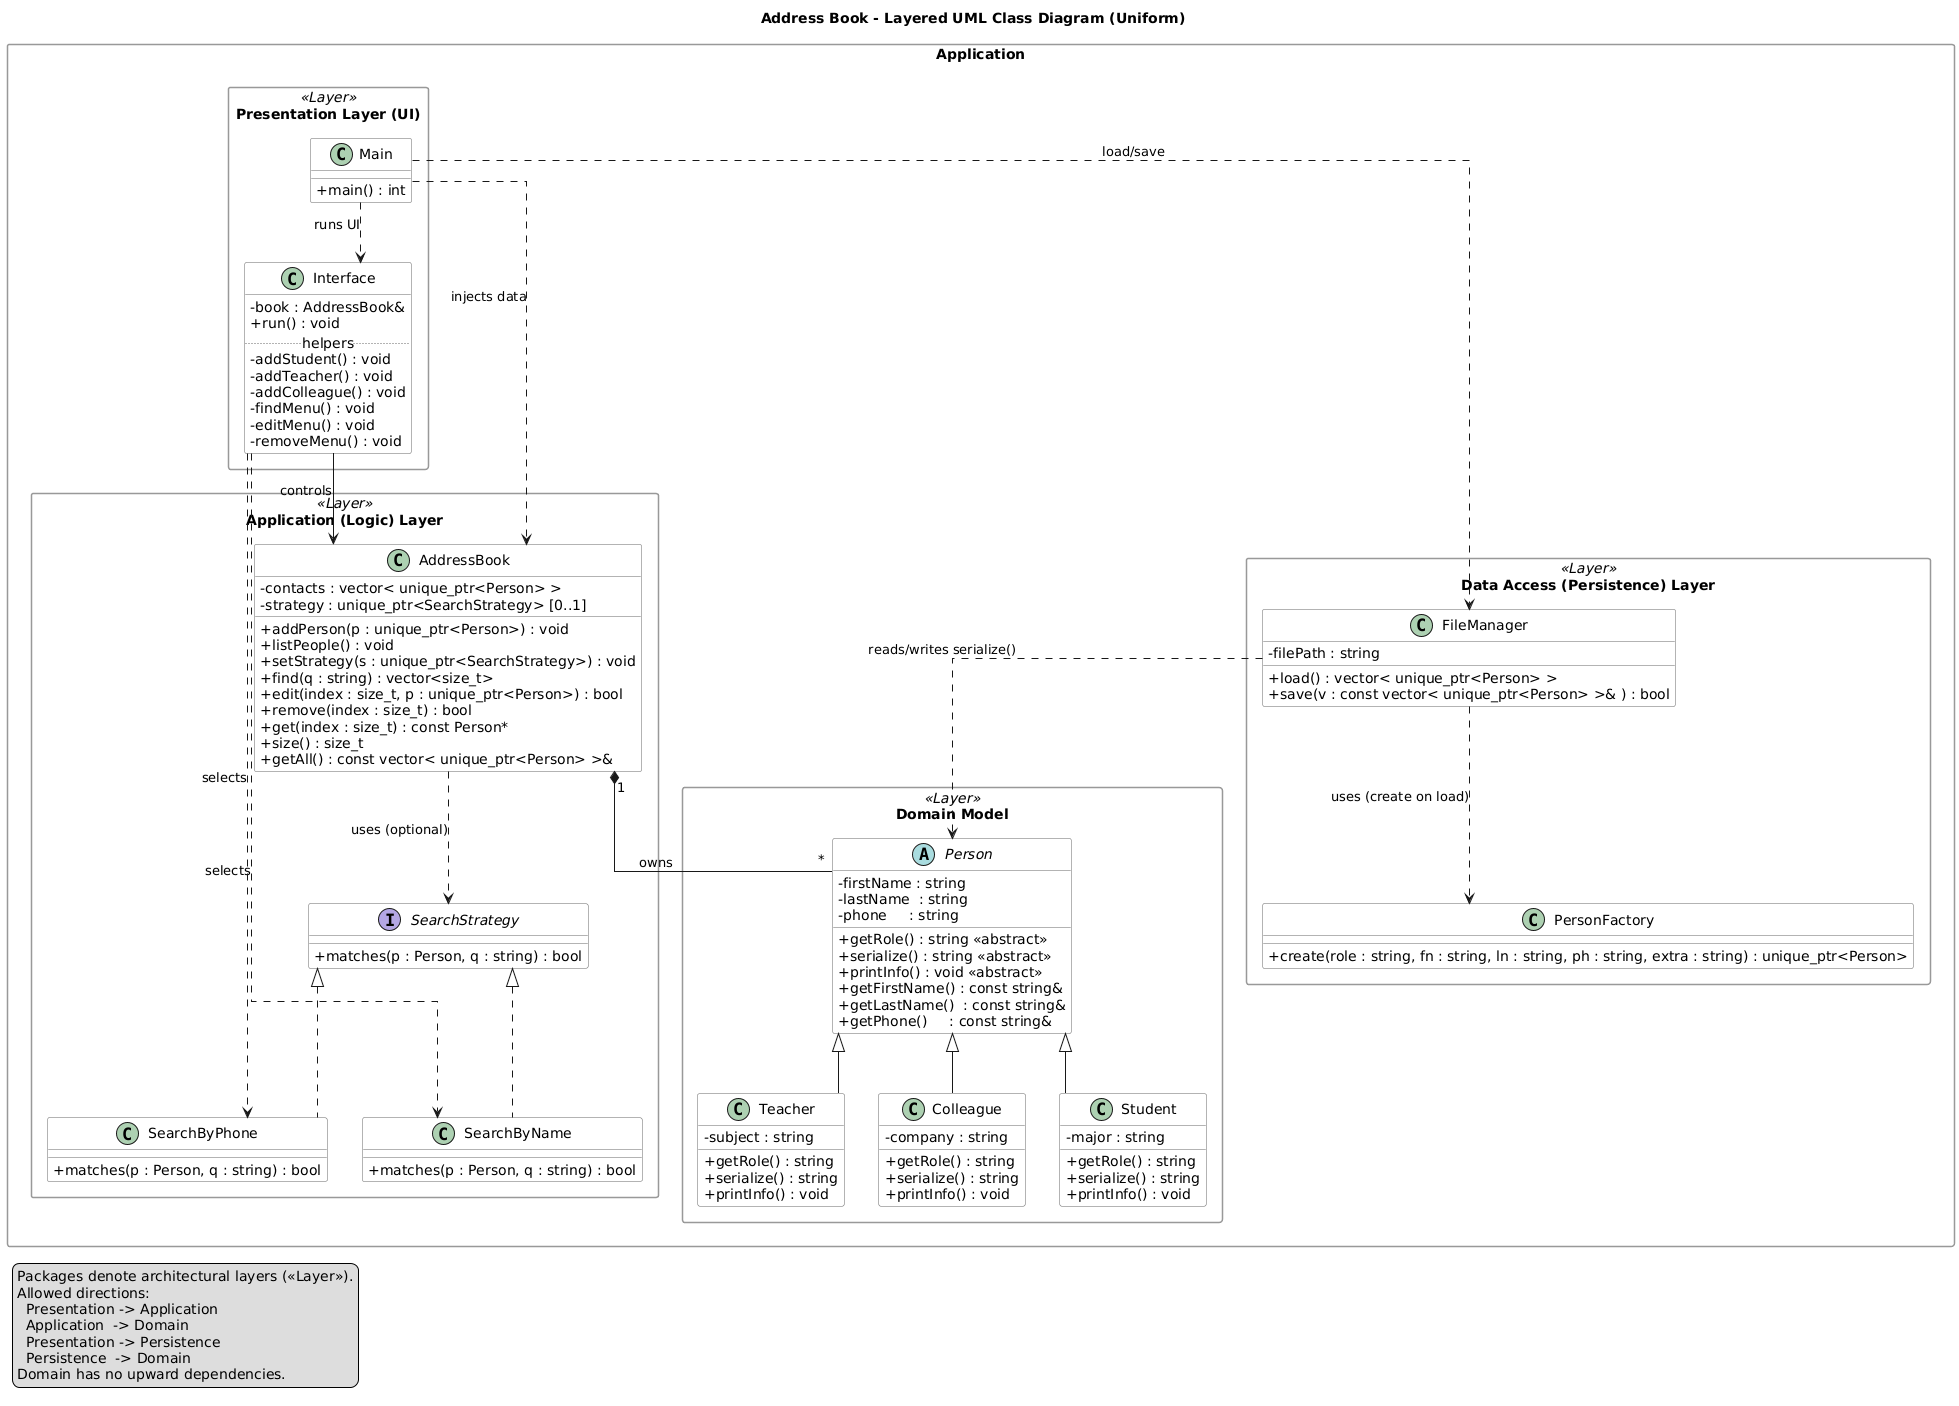 Address Book - Layered UML Class Diagram (Uniform)
Application
«Layer»
Presentation Layer (UI)
C Main
+main() : int
load/save
runs UI
C Interface
-book : AddressBook&
+run() : void
helpers
-addStudent() : void
-addTeacher() : void
-addColleague() : void
-findMenu() : void
-editMenu() : void
-removeMenu() : void
injects data
controls
«Layer»
Application (Logic) Layer
C AddressBook
-contacts : vector< unique_ptr<Person> >
-strategy : unique_ptr<SearchStrategy> [0..1]
+addPerson(p : unique_ptr<Person>) : void
+listPeople() : void
+setStrategy(s : unique_ptr<SearchStrategy>) : void
+find(q : string) : vector<size_t>
+edit(index : size_t, p : unique_ptr<Person>) : bool
+remove(index : size_t) : bool
+get(index : size_t) : const Person*
+size() : size_t
+getAll() : const vector< unique_ptr<Person> >&
selects
selects
uses (optional)
1
owns
*
I SearchStrategy
+matches(p : Person, q : string) : bool
C SearchByPhone
+matches(p : Person, q : string) : bool
C SearchByName
+matches(p : Person, q : string) : bool
«Layer»
Data Access (Persistence) Layer
C FileManager
-filePath : string
+load() : vector< unique_ptr<Person> >
+save(v : const vector< unique_ptr<Person> >& ) : bool
reads/writes serialize()
uses (create on load)
C PersonFactory
+create(role : string, fn : string, ln : string, ph : string, extra : string) : unique_ptr<Person>
«Layer»
Domain Model
A Person
-firstName : string
-lastName  : string
-phone     : string
+getRole() : string «abstract»
+serialize() : string «abstract»
+printInfo() : void «abstract»
+getFirstName() : const string&
+getLastName()  : const string&
+getPhone()     : const string&
C Teacher
-subject : string
+getRole() : string
+serialize() : string
+printInfo() : void
C Colleague
-company : string
+getRole() : string
+serialize() : string
+printInfo() : void
C Student
-major : string
+getRole() : string
+serialize() : string
+printInfo() : void
Packages denote architectural layers («Layer»).
Allowed directions:
Presentation -> Application
Application  -> Domain
Presentation -> Persistence
Persistence  -> Domain
Domain has no upward dependencies.